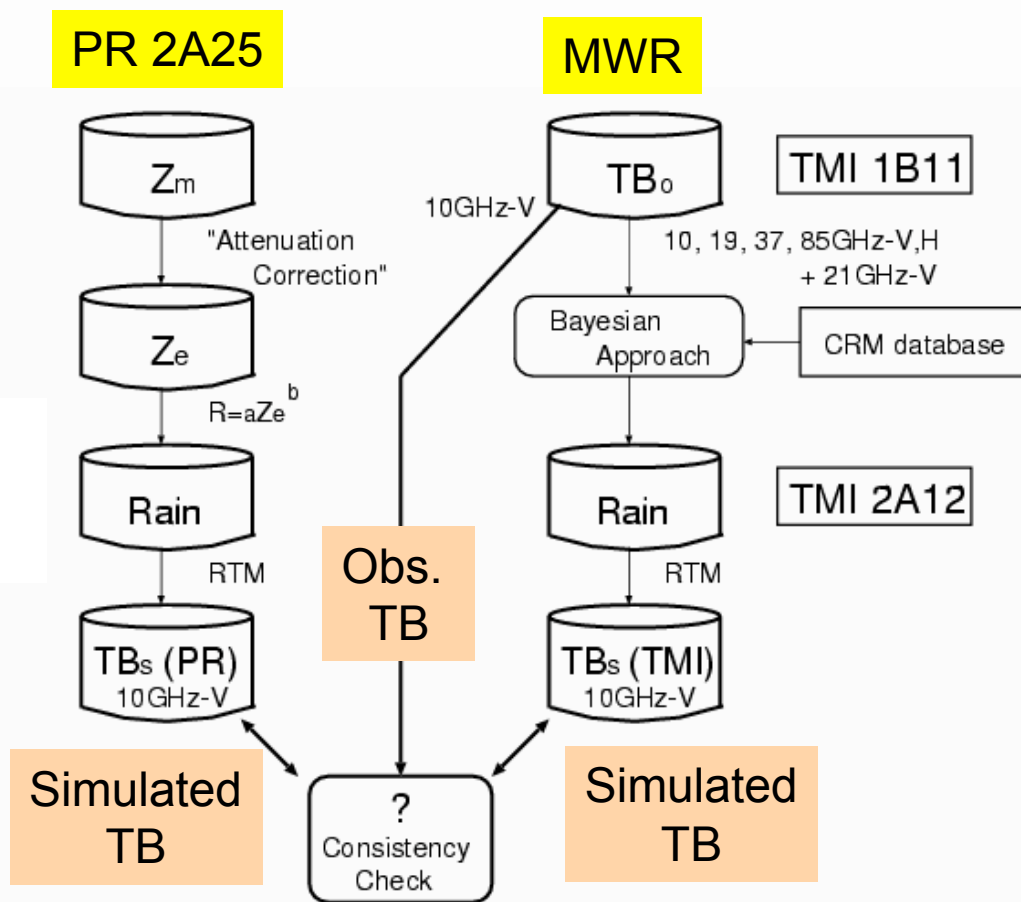 PR 2A25
MWR
Zm
TBo
TMI 1B11
10GHz-V
"Attenuation
Correction"
10, 19, 37, 85GHz-V,H
+ 21GHz-V
Ze
Bayesian
Approach
CRM database
R=aZe^b
Rain
Rain
TMI 2A12
RTM
Obs.
TB
RTM
TBs (PR)
10GHz-V
TBs (TMI)
10GHz-V
Simulated
TB
?
Consistency
Check
Simulated
TB